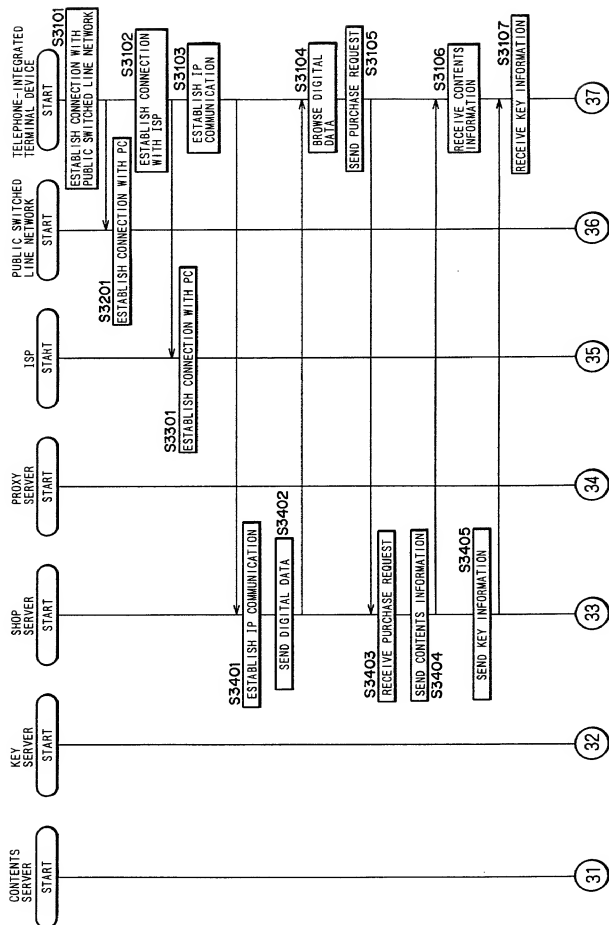 CONTENTS
SERVER
START
KEY
SERVER
START
SHOP
SERVER
START
PROXY
SERVER
START
ISP
START
PUBLIC SWITCHED
LINE NETWORK
START
TELEPHONE-INTEGRATED
TERMINAL DEVICE
START
S3101
ESTABLISH CONNECTION WITH
PUBLIC SWITCHED LINE NETWORK
S3201
ESTABLISH CONNECTION WITH PC
S3102
ESTABLISH CONNECTION
WITH ISP
S3301
ESTABLISH CONNECTION WITH PC
S3103
ESTABLISH IP
COMMUNICATION
S3401
ESTABLISH IP COMMUNICATION
S3402
SEND DIGITAL DATA
S3104
BROWSE DIGITAL
DATA
SEND PURCHASE REQUEST
S3105
S3403
RECEIVE PURCHASE REQUEST
SEND CONTENTS INFORMATION
S3404
S3106
RECEIVE CONTENTS
INFORMATION
S3405
SEND KEY INFORMATION
S3107
RECEIVE KEY INFORMATION
31
32
33
34
35
36
37